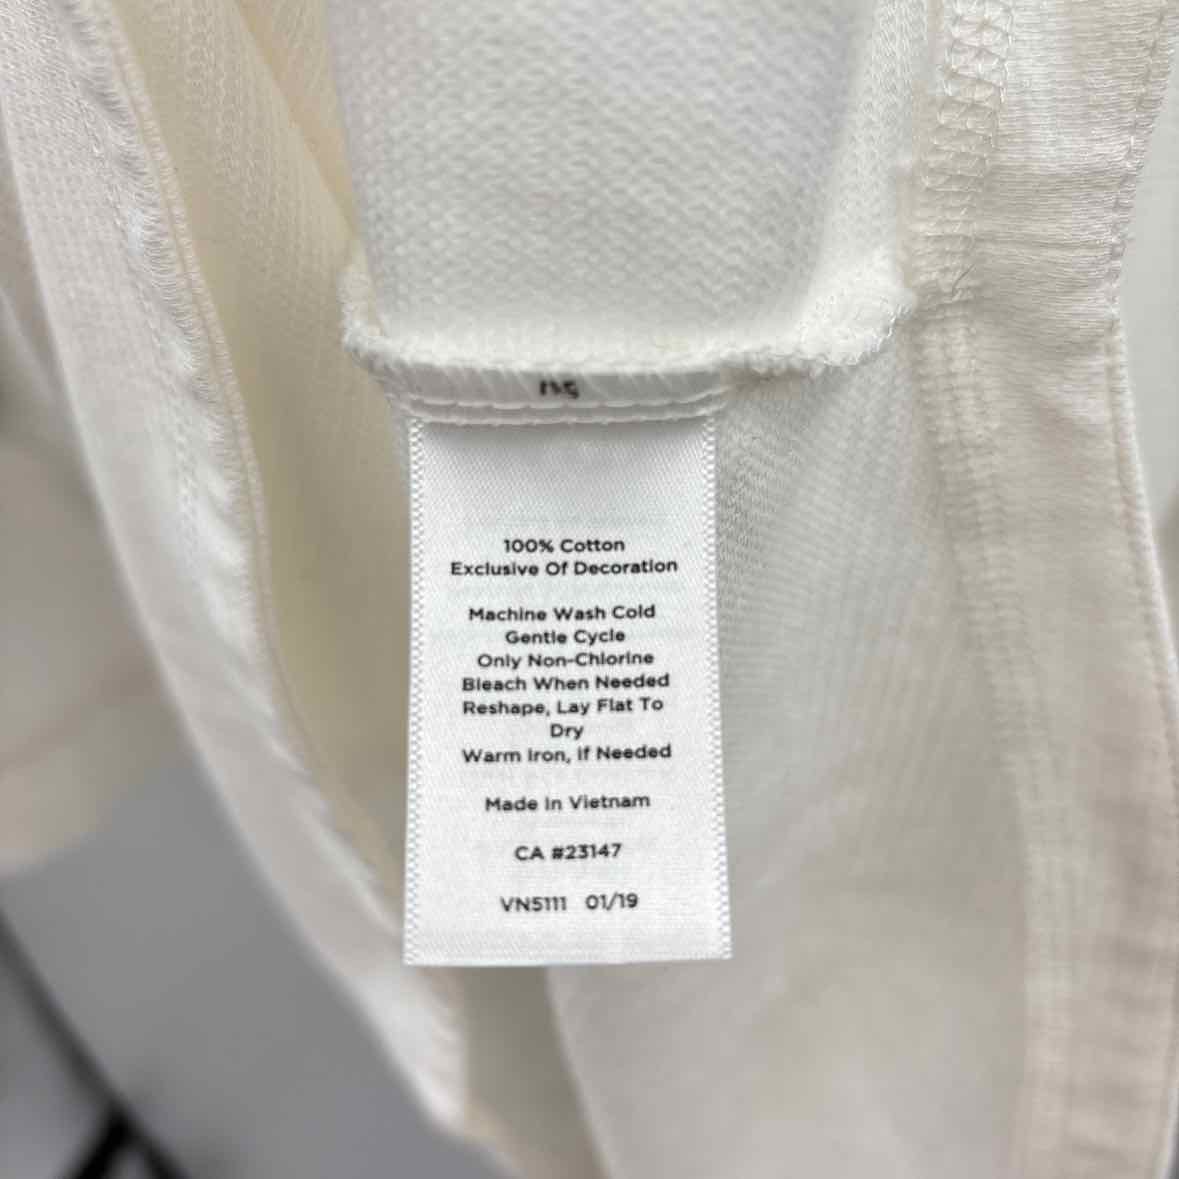 100% Cotton
Exclusive Of Decoration
Machine Wash Cold
Gentle Cycle
Only Non-Chlorine
Bleach When Needed
Reshape, Lay Flat To
Dry
Warm Iron, If Needed
Made In Vietnam
CA #23147
VN5111 01/19